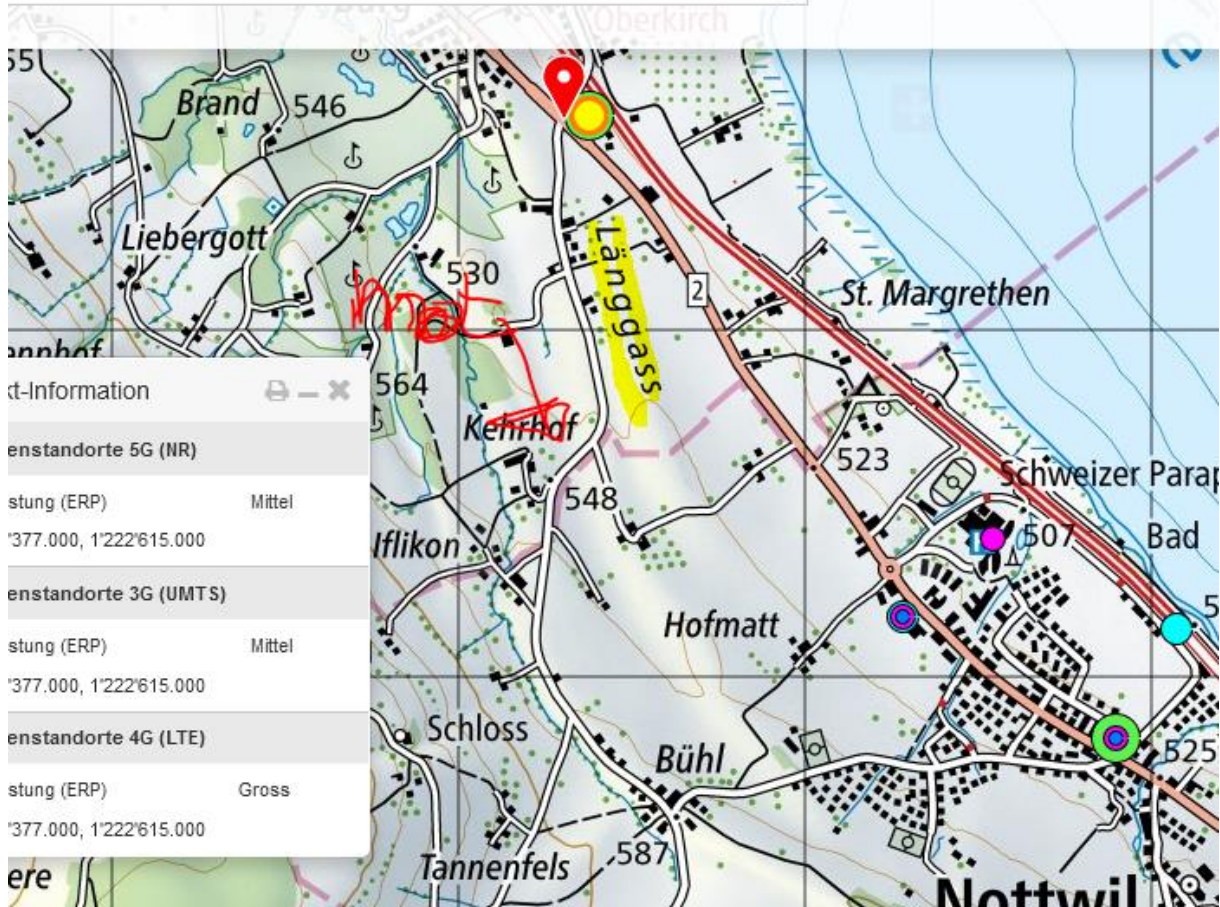 Oberkirch
55
Brand
546
Liebergott
530
Länggass
2
St. Margrethen
564
Kehrhof
kt-Information
enstandorte 5G (NR)
stung (ERP) Mittel
'377.000, 1'222'615.000
enstandorte 3G (UMTS)
stung (ERP) Mittel
'377.000, 1'222'615.000
enstandorte 4G (LTE)
stung (ERP) Gross
'377.000, 1'222'615.000
523
Schweizer Parap
548
507
Bad
Iflikon
Hofmatt
5
Schloss
Bühl
525
Tannenfels
587
ere
Nottwil